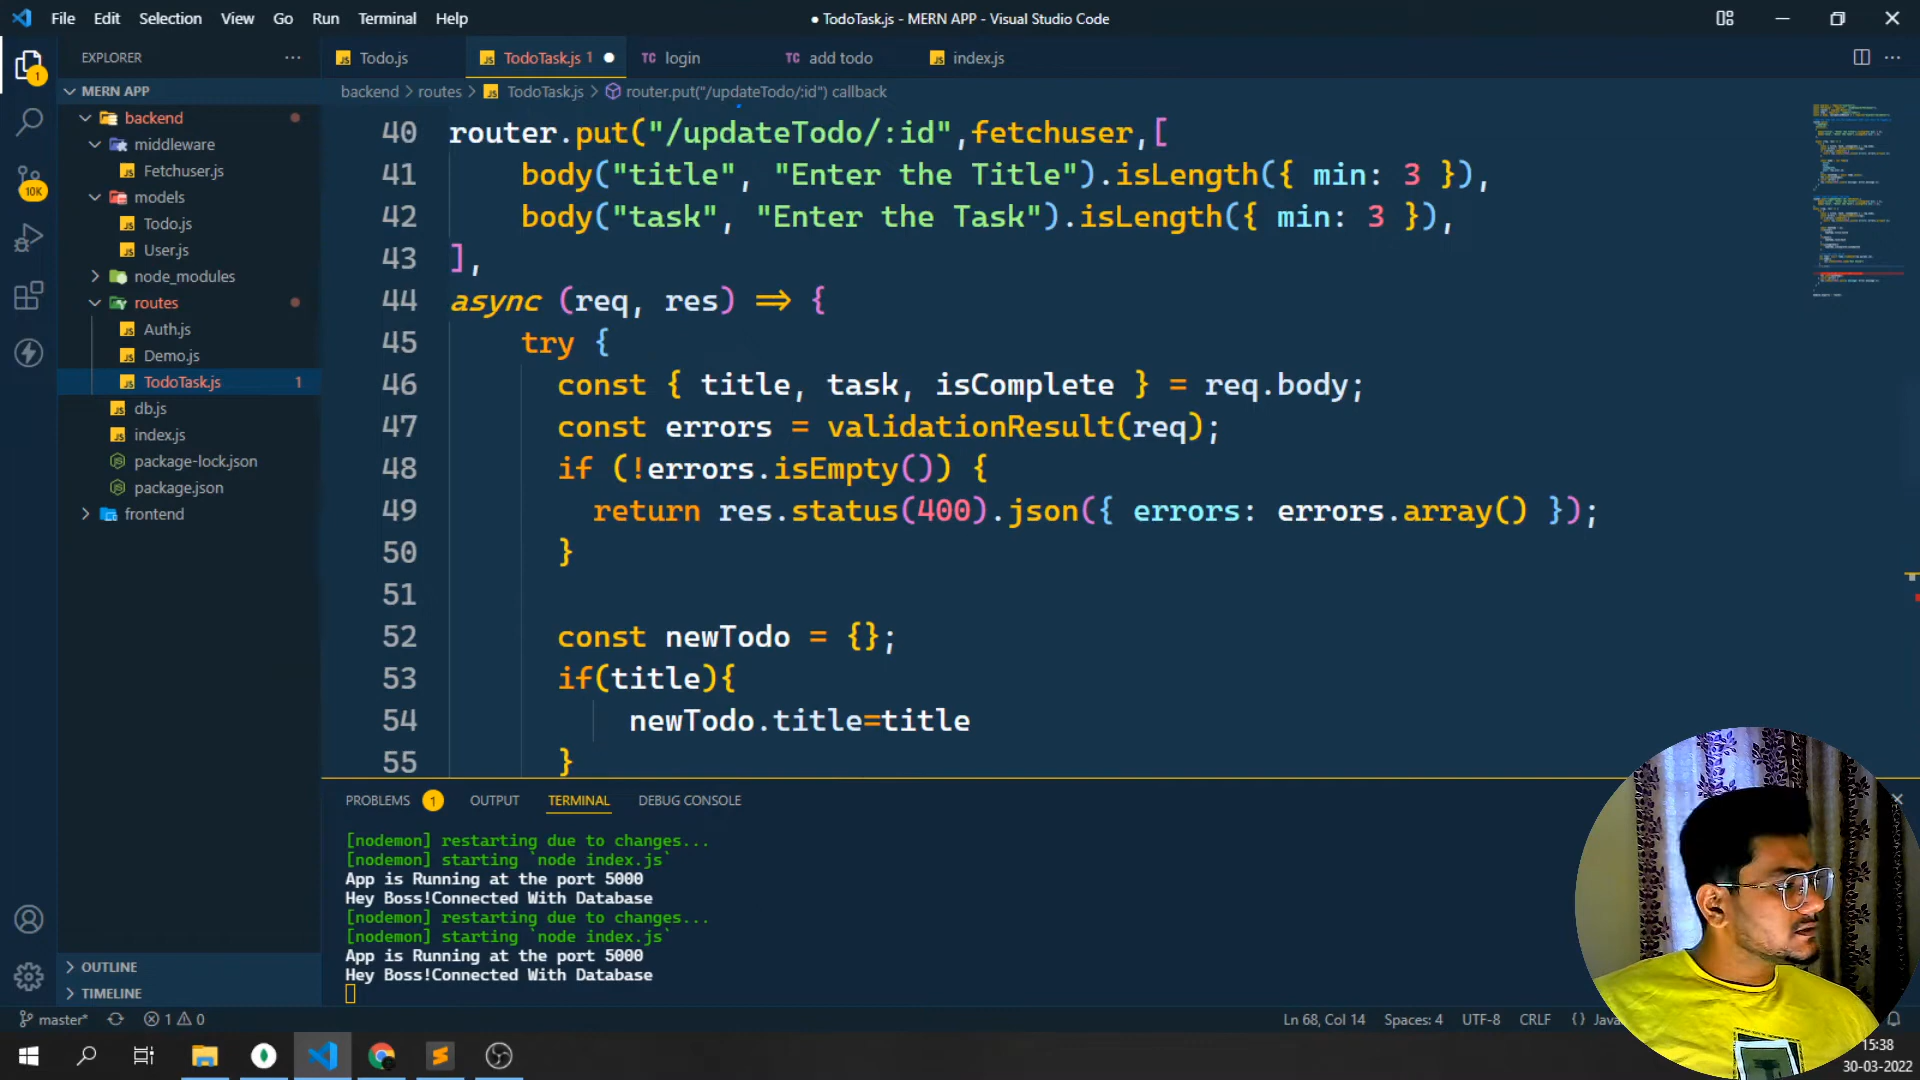 File Edit Selection View Go Run Terminal Help
● TodoTask.js - MERN APP - Visual Studio Code
EXPLORER
Todo.js
TodoTask.js 1
TC login
TC add todo
index.js
MERN APP
backend > routes > TodoTask.js > router.put("/updateTodo/:id") callback
backend
middleware
Fetchuser.js
models
Todo.js
User.js
node_modules
routes
Auth.js
Demo.js
TodoTask.js 1
db.js
index.js
package-lock.json
package.json
frontend
1
10K
40 router.put("/updateTodo/:id",fetchuser,[
41 body("title", "Enter the Title").isLength({ min: 3 }),
42 body("task", "Enter the Task").isLength({ min: 3 }),
43 ],
44 async (req, res) => {
45 try {
46 const { title, task, isComplete } = req.body;
47 const errors = validationResult(req);
48 if (!errors.isEmpty()) {
49 return res.status(400).json({ errors: errors.array() });
50 }
51
52 const newTodo = {};
53 if(title){
54 newTodo.title=title
55 }
PROBLEMS 1 OUTPUT TERMINAL DEBUG CONSOLE
[nodemon] restarting due to changes...
[nodemon] starting `node index.js`
App is Running at the port 5000
Hey Boss!Connected With Database
[nodemon] restarting due to changes...
[nodemon] starting `node index.js`
App is Running at the port 5000
Hey Boss!Connected With Database
OUTLINE
TIMELINE
master* 1 0
Ln 68, Col 14 Spaces: 4 UTF-8 CRLF {}
15:38
30-03-2022